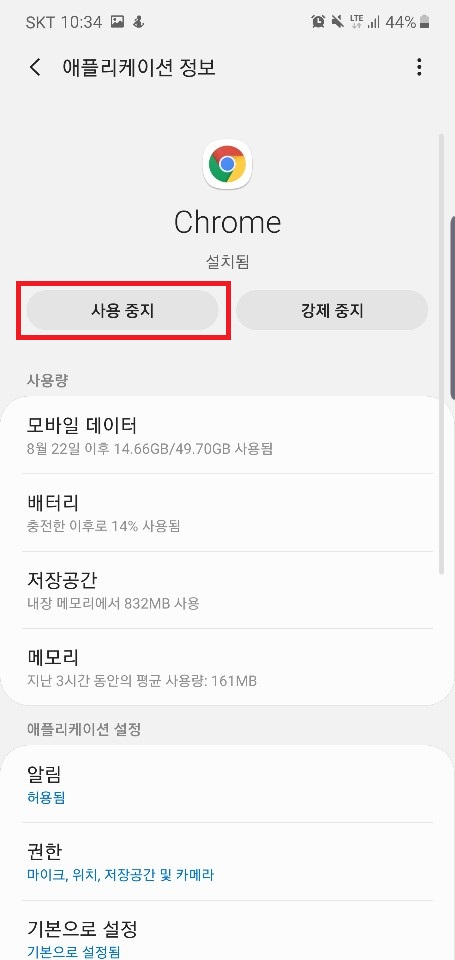 SKT 10:34 LTE 44%
애플리케이션 정보
Chrome
설치됨
사용 중지 강제 중지
사용량
모바일 데이터
8월 22일 이후 14.66GB/49.70GB 사용됨
배터리
충전한 이후로 14% 사용됨
저장공간
내장 메모리에서 832MB 사용
메모리
지난 3시간 동안의 평균 사용량: 161MB
애플리케이션 설정
알림
허용됨
권한
마이크, 위치, 저장공간 및 카메라
기본으로 설정
기본으로 설정됨